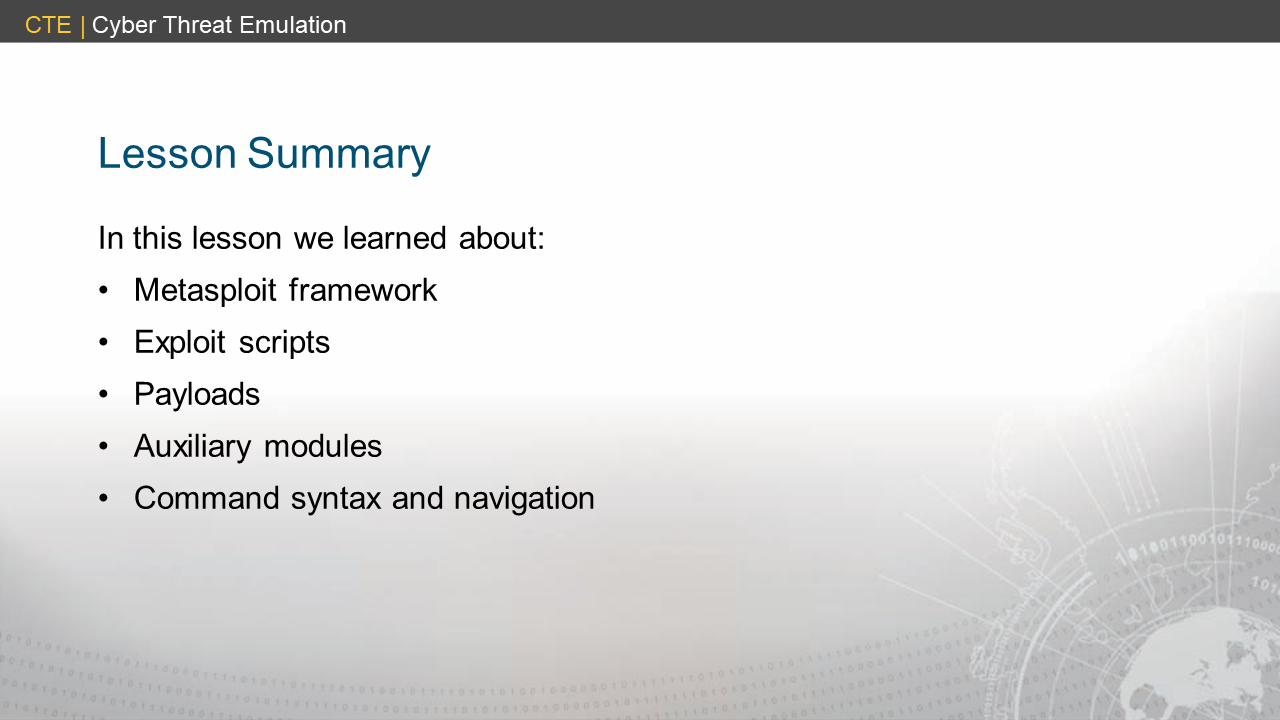 CTE | Cyber Threat Emulation
Lesson Summary
In this lesson we learned about:
• Metasploit framework
• Exploit scripts
• Payloads
• Auxiliary modules
• Command syntax and navigation